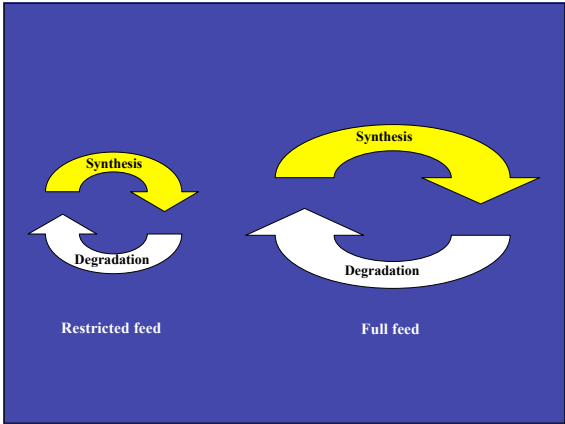 Synthesis
Degradation
Restricted feed
Synthesis
Degradation
Full feed